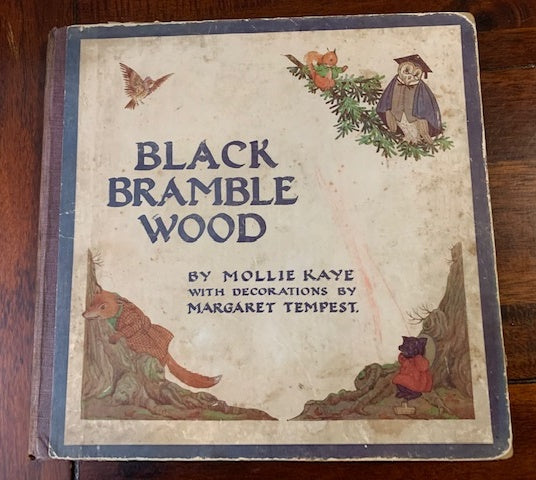 BLACK
BRAMBLE
WOOD
BY MOLLIE KAYE
WITH DECORATIONS BY
MARGARET TEMPEST.